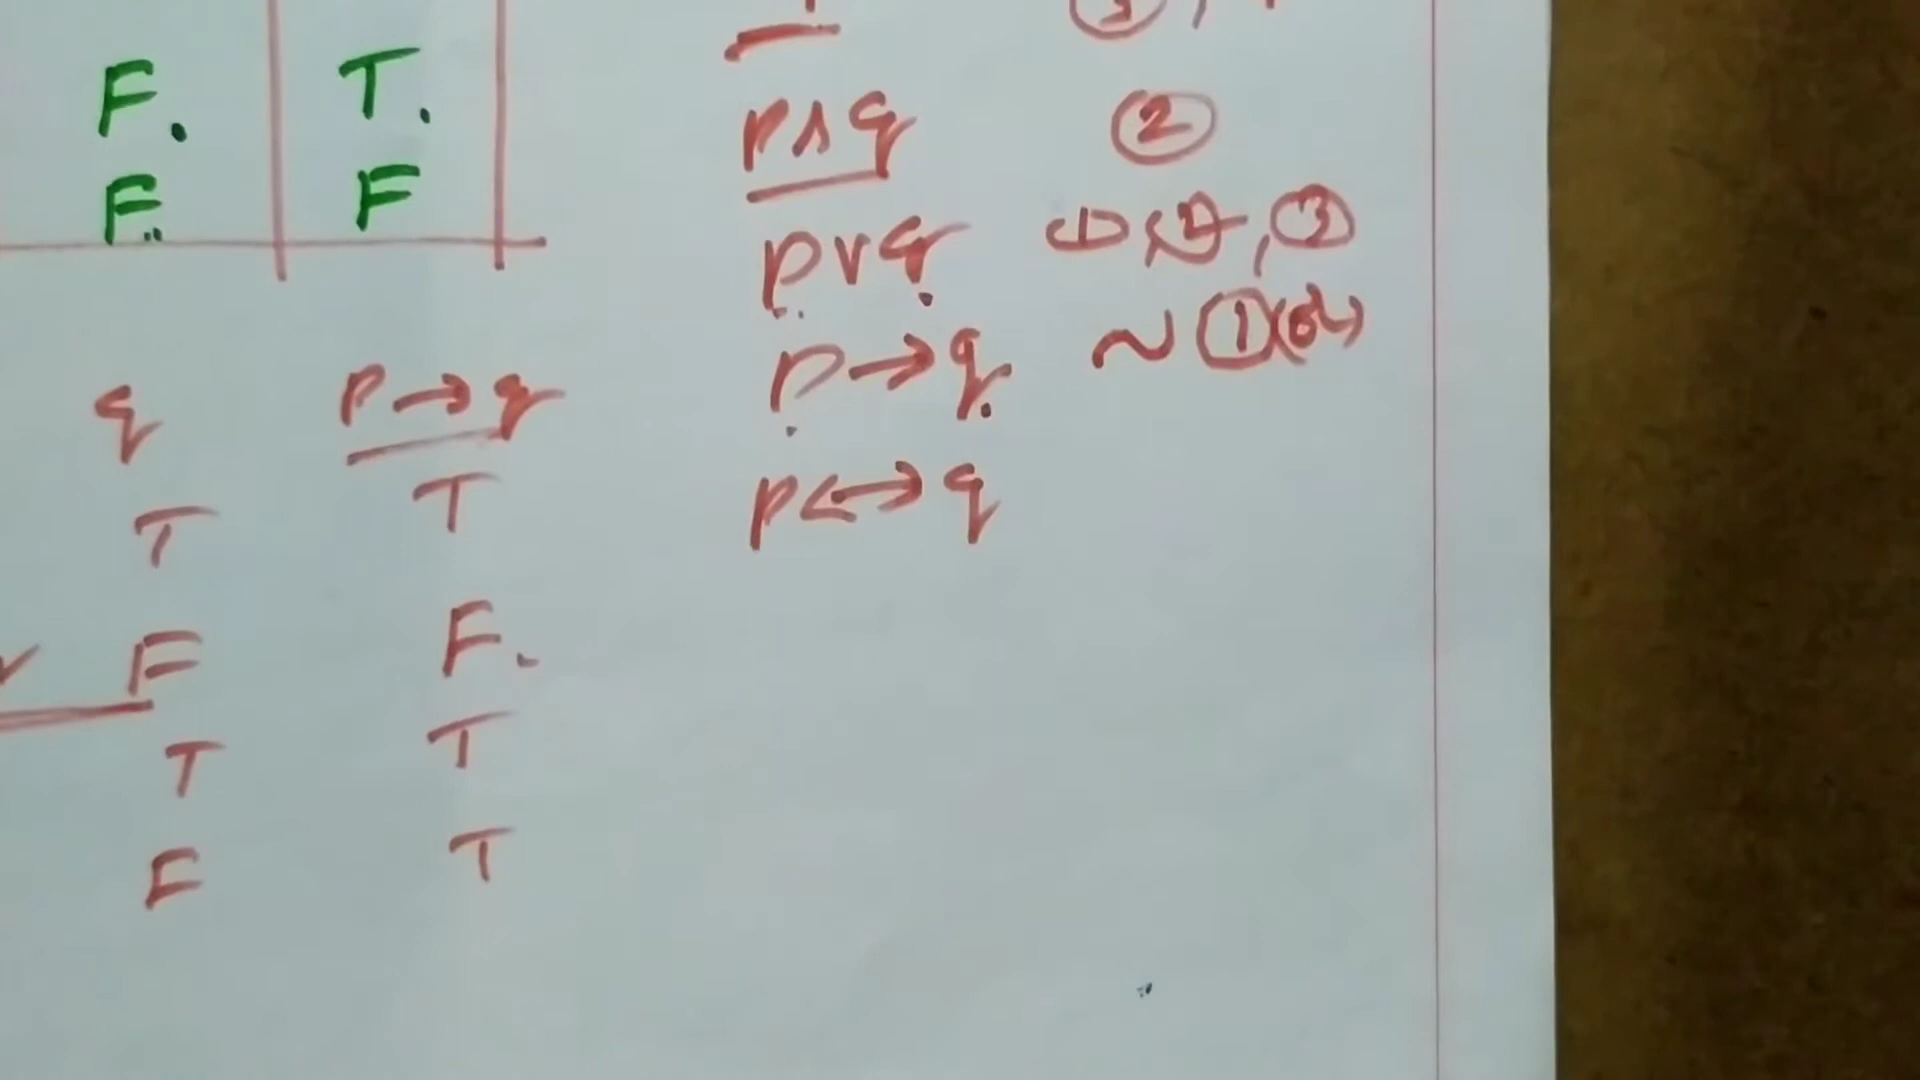 F. T.
F F
p∧q ②
p∨q ①, ②, ③
p→q ~ ①(or)
p↔q
q p→q
T T
F F.
T T
F T